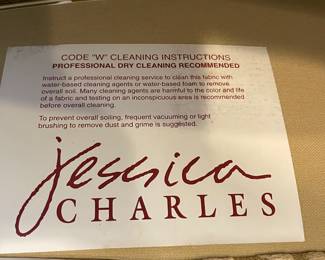 CODE "W" CLEANING INSTRUCTIONS
PROFESSIONAL DRY CLEANING RECOMMENDED
Instruct a professional cleaning service to clean this fabric with
water-based cleaning agents or water-based foam to remove
overall soil. Many cleaning agents are harmful to the color and life
of a fabric and testing on an inconspicuous area is recommended
before overall cleaning.
To prevent overall soiling, frequent vacuuming or light
brushing to remove dust and grime is suggested.
jessica
CHARLES